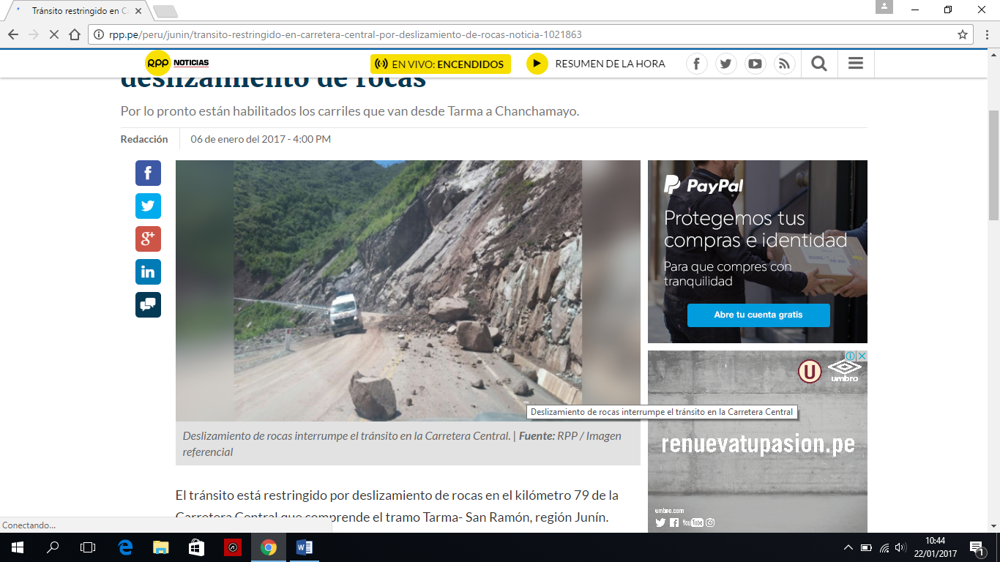 Tránsito restringido en C
rpp.pe/peru/junin/transito-restringido-en-carretera-central-por-deslizamiento-de-rocas-noticia-1021863
RPP NOTICIAS
EN VIVO: ENCENDIDOS
RESUMEN DE LA HORA
deslizamiento de rocas
Por lo pronto están habilitados los carriles que van desde Tarma a Chanchamayo.
Redacción
06 de enero del 2017 - 4:00 PM
PayPal
Protegemos tus
compras e identidad
Para que compres con
tranquilidad
Abre tu cuenta gratis
U
umbro
Deslizamiento de rocas interrumpe el tránsito en la Carretera Central
Deslizamiento de rocas interrumpe el tránsito en la Carretera Central. | Fuente: RPP / Imagen
referencial
renuevatupasion.pe
El tránsito está restringido por deslizamiento de rocas en el kilómetro 79 de la
Carretera Central que comprende el tramo Tarma- San Ramón, región Junín.
umbro.com
YouTube
Conectando...
10:44
22/01/2017
1